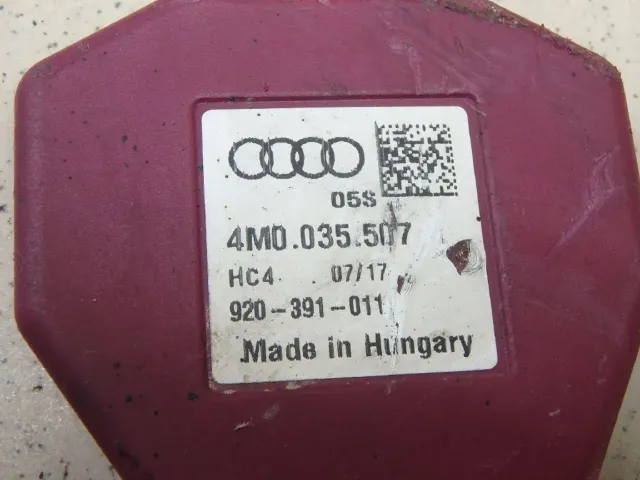 05S
4M0.035.507
HC4 07/17
920-391-011
Made in Hungary